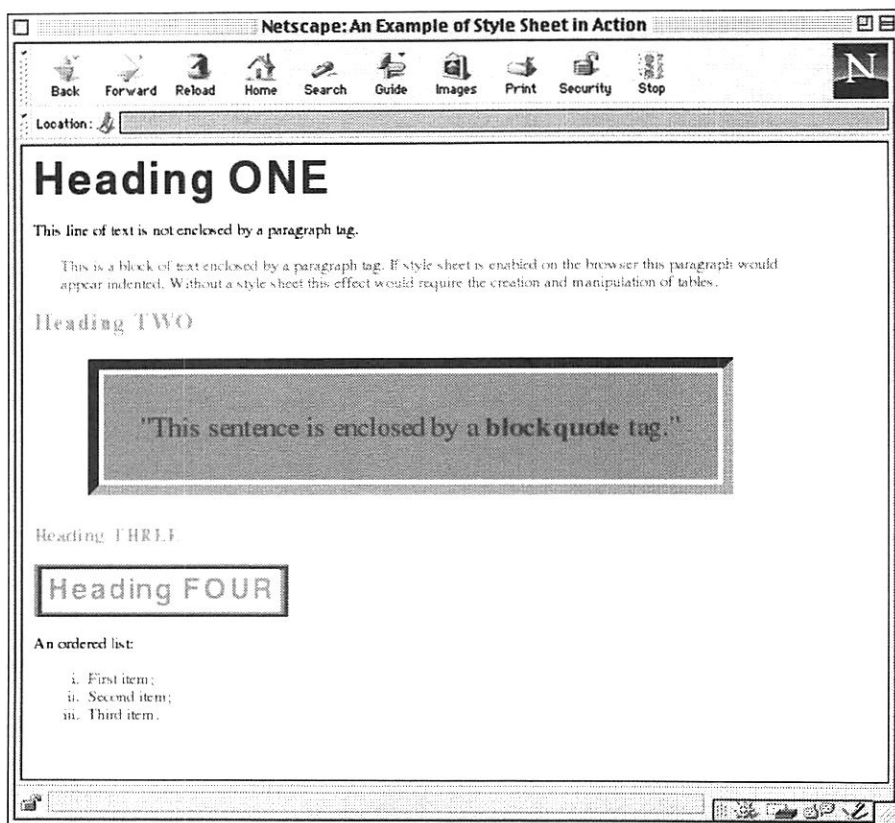 Netscape: An Example of Style Sheet in Action
Back Forward Reload Home Search Guide Images Print Security Stop
N
Location:
Heading ONE
This line of text is not enclosed by a paragraph tag.
This is a block of text enclosed by a paragraph tag. If style sheet is enabled on the browser this paragraph would
appear indented. Without a style sheet this effect would require the creation and manipulation of tables.
Heading TWO
"This sentence is enclosed by a blockquote tag."
Heading THREE
Heading FOUR
An ordered list:
i. First item;
ii. Second item;
iii. Third item.